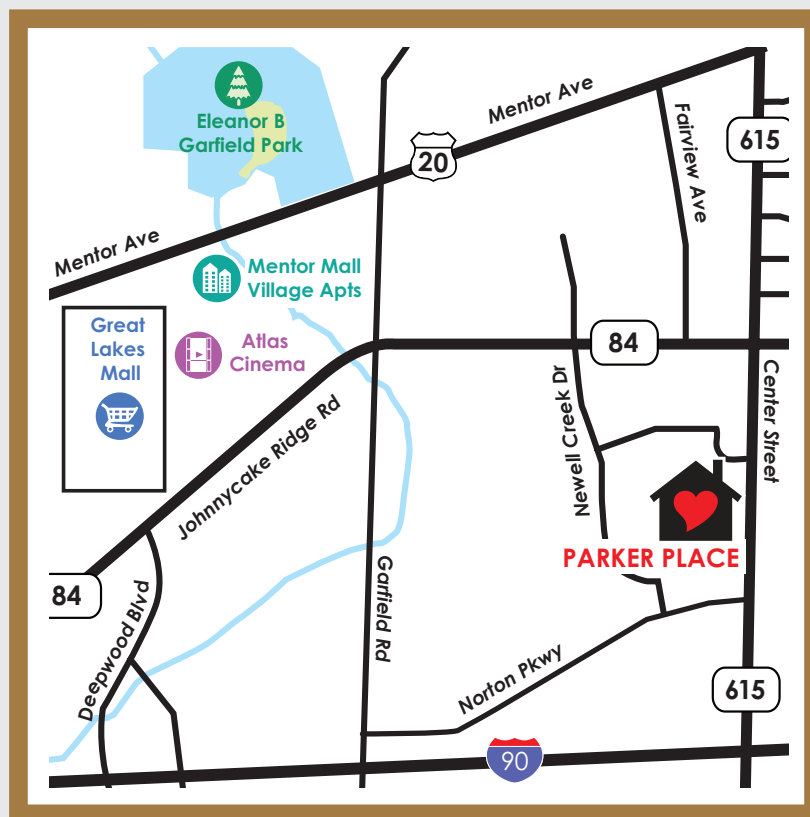 Eleanor B
Garfield Park
Mentor Ave
20
Fairview Ave
615
Mentor Ave
Mentor Mall
Village Apts
Great
Lakes
Mall
Atlas
Cinema
84
Johnnycake Ridge Rd
Newell Creek Dr
Center Street
PARKER PLACE
84
Deepwood Blvd
Garfield Rd
Norton Pkwy
615
90